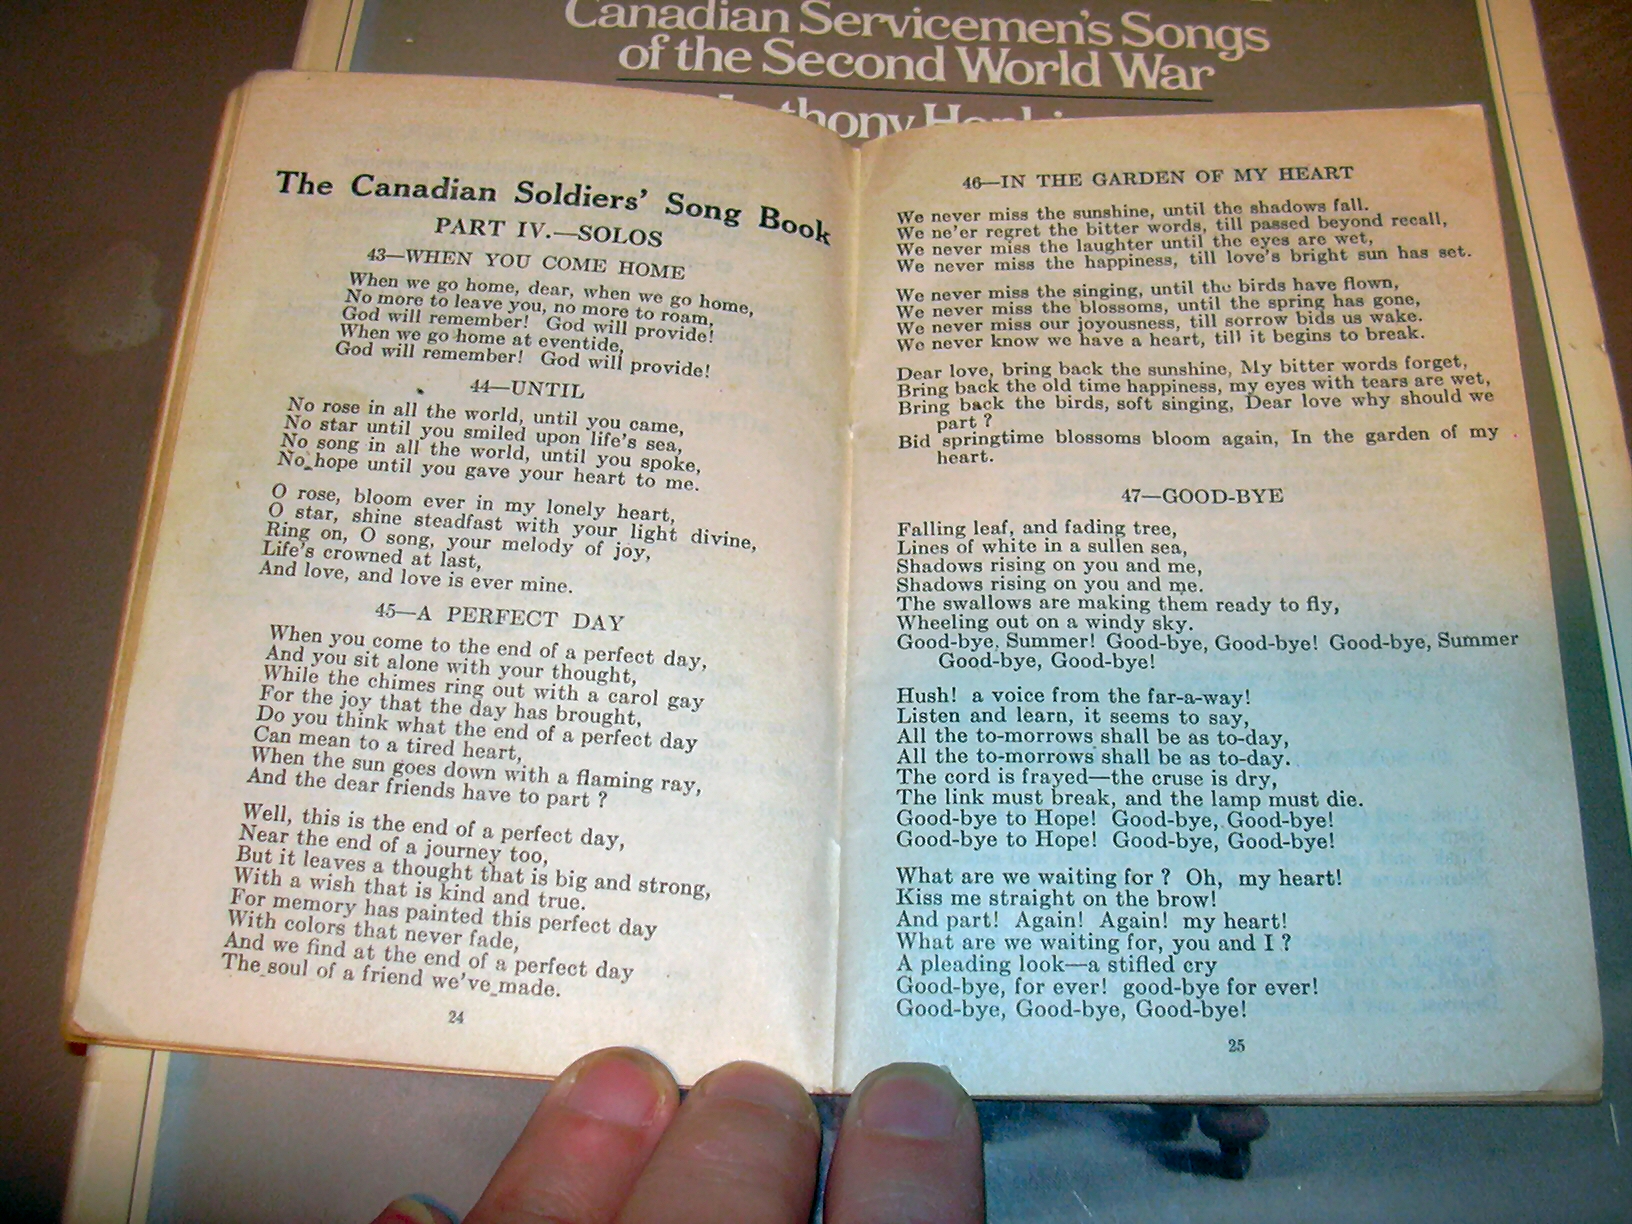 Canadian Servicemen's Songs
of the Second World War
The Canadian Soldiers' Song Book
PART IV.—SOLOS
43—WHEN YOU COME HOME
When we go home, dear, when we go home,
No more to leave you, no more to roam,
God will remember! God will provide!
When we go home at eventide,
God will remember! God will provide!
44—UNTIL
No rose in all the world, until you came,
No star until you smiled upon life's sea,
No song in all the world, until you spoke,
No hope until you gave your heart to me.
O rose, bloom ever in my lonely heart,
O star, shine steadfast with your light divine,
Ring on, O song, your melody of joy,
Life's crowned at last,
And love, and love is ever mine.
45—A PERFECT DAY
When you come to the end of a perfect day,
And you sit alone with your thought,
While the chimes ring out with a carol gay
For the joy that the day has brought,
Do you think what the end of a perfect day
Can mean to a tired heart,
When the sun goes down with a flaming ray,
And the dear friends have to part ?
Well, this is the end of a perfect day,
Near the end of a journey too,
But it leaves a thought that is big and strong,
With a wish that is kind and true.
For memory has painted this perfect day
With colors that never fade,
And we find at the end of a perfect day
The soul of a friend we've made.
24
46—IN THE GARDEN OF MY HEART
We never miss the sunshine, until the shadows fall.
We ne'er regret the bitter words, till passed beyond recall,
We never miss the laughter until the eyes are wet,
We never miss the happiness, till love's bright sun has set.
We never miss the singing, until the birds have flown,
We never miss the blossoms, until the spring has gone,
We never miss our joyousness, till sorrow bids us wake.
We never know we have a heart, till it begins to break.
Dear love, bring back the sunshine, My bitter words forget,
Bring back the old time happiness, my eyes with tears are wet,
Bring back the birds, soft singing, Dear love why should we
part ?
Bid springtime blossoms bloom again, In the garden of my
heart.
47—GOOD-BYE
Falling leaf, and fading tree,
Lines of white in a sullen sea,
Shadows rising on you and me,
Shadows rising on you and me.
The swallows are making them ready to fly,
Wheeling out on a windy sky.
Good-bye, Summer! Good-bye, Good-bye! Good-bye, Summer
Good-bye, Good-bye!
Hush! a voice from the far-a-way!
Listen and learn, it seems to say,
All the to-morrows shall be as to-day,
All the to-morrows shall be as to-day.
The cord is frayed—the cruse is dry,
The link must break, and the lamp must die.
Good-bye to Hope! Good-bye, Good-bye!
Good-bye to Hope! Good-bye, Good-bye!
What are we waiting for ? Oh, my heart!
Kiss me straight on the brow!
And part! Again! Again! my heart!
What are we waiting for, you and I ?
A pleading look—a stifled cry
Good-bye, for ever! good-bye for ever!
Good-bye, Good-bye, Good-bye!
25